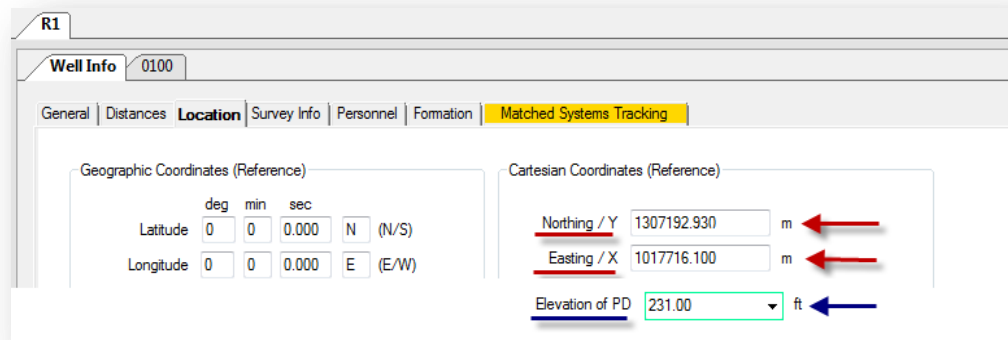 R1
Well Info 0100
General Distances Location Survey Info Personnel Formation Matched Systems Tracking
Geographic Coordinates (Reference)
deg min sec
Latitude 0 0 0.000 N (N/S)
Longitude 0 0 0.000 E (E/W)
Cartesian Coordinates (Reference)
Northing / Y 1307192.930 m
Easting / X 1017716.100 m
Elevation of PD 231.00 ft